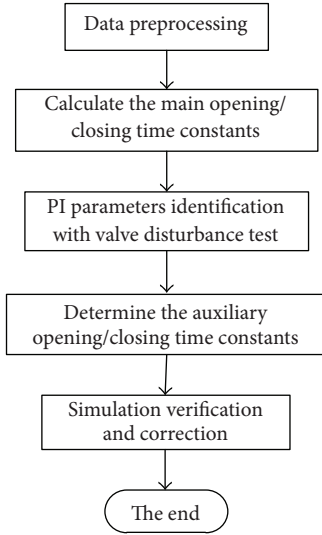 Data preprocessing
Calculate the main opening/
closing time constants
PI parameters identification
with valve disturbance test
Determine the auxiliary
opening/closing time constants
Simulation verification
and correction
The end